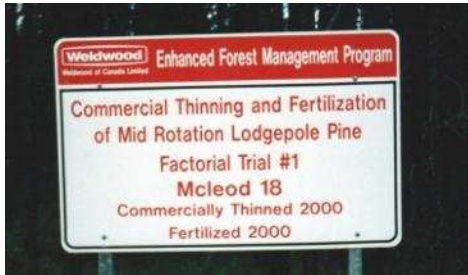 Weldwood
Weldwood of Canada Limited
Enhanced Forest Management Program
Commercial Thinning and Fertilization
of Mid Rotation Lodgepole Pine
Factorial Trial #1
Mcleod 18
Commercially Thinned 2000
Fertilized 2000